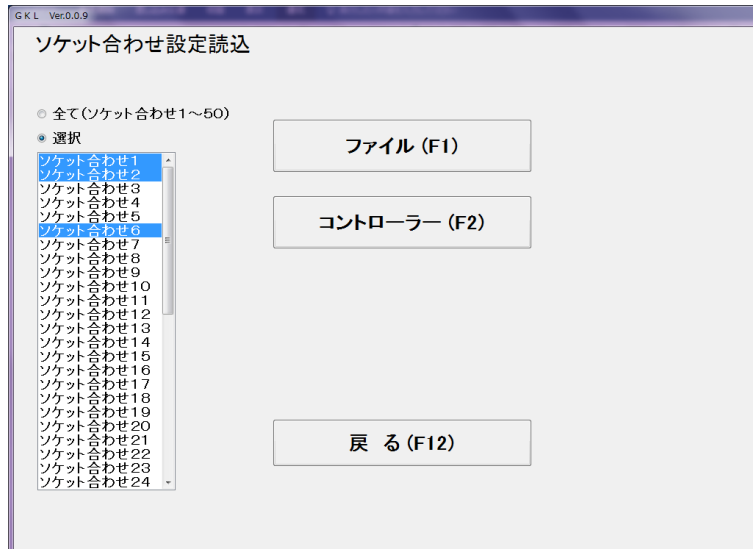 GKL Ver.0.0.9
ソケット合わせ設定読込
全て(ソケット合わせ1～50)
選択
ソケット合わせ1
ソケット合わせ2
ソケット合わせ3
ソケット合わせ4
ソケット合わせ5
ソケット合わせ6
ソケット合わせ7
ソケット合わせ8
ソケット合わせ9
ソケット合わせ10
ソケット合わせ11
ソケット合わせ12
ソケット合わせ13
ソケット合わせ14
ソケット合わせ15
ソケット合わせ16
ソケット合わせ17
ソケット合わせ18
ソケット合わせ19
ソケット合わせ20
ソケット合わせ21
ソケット合わせ22
ソケット合わせ23
ソケット合わせ24
ファイル (F1)
コントローラー (F2)
戻 る (F12)